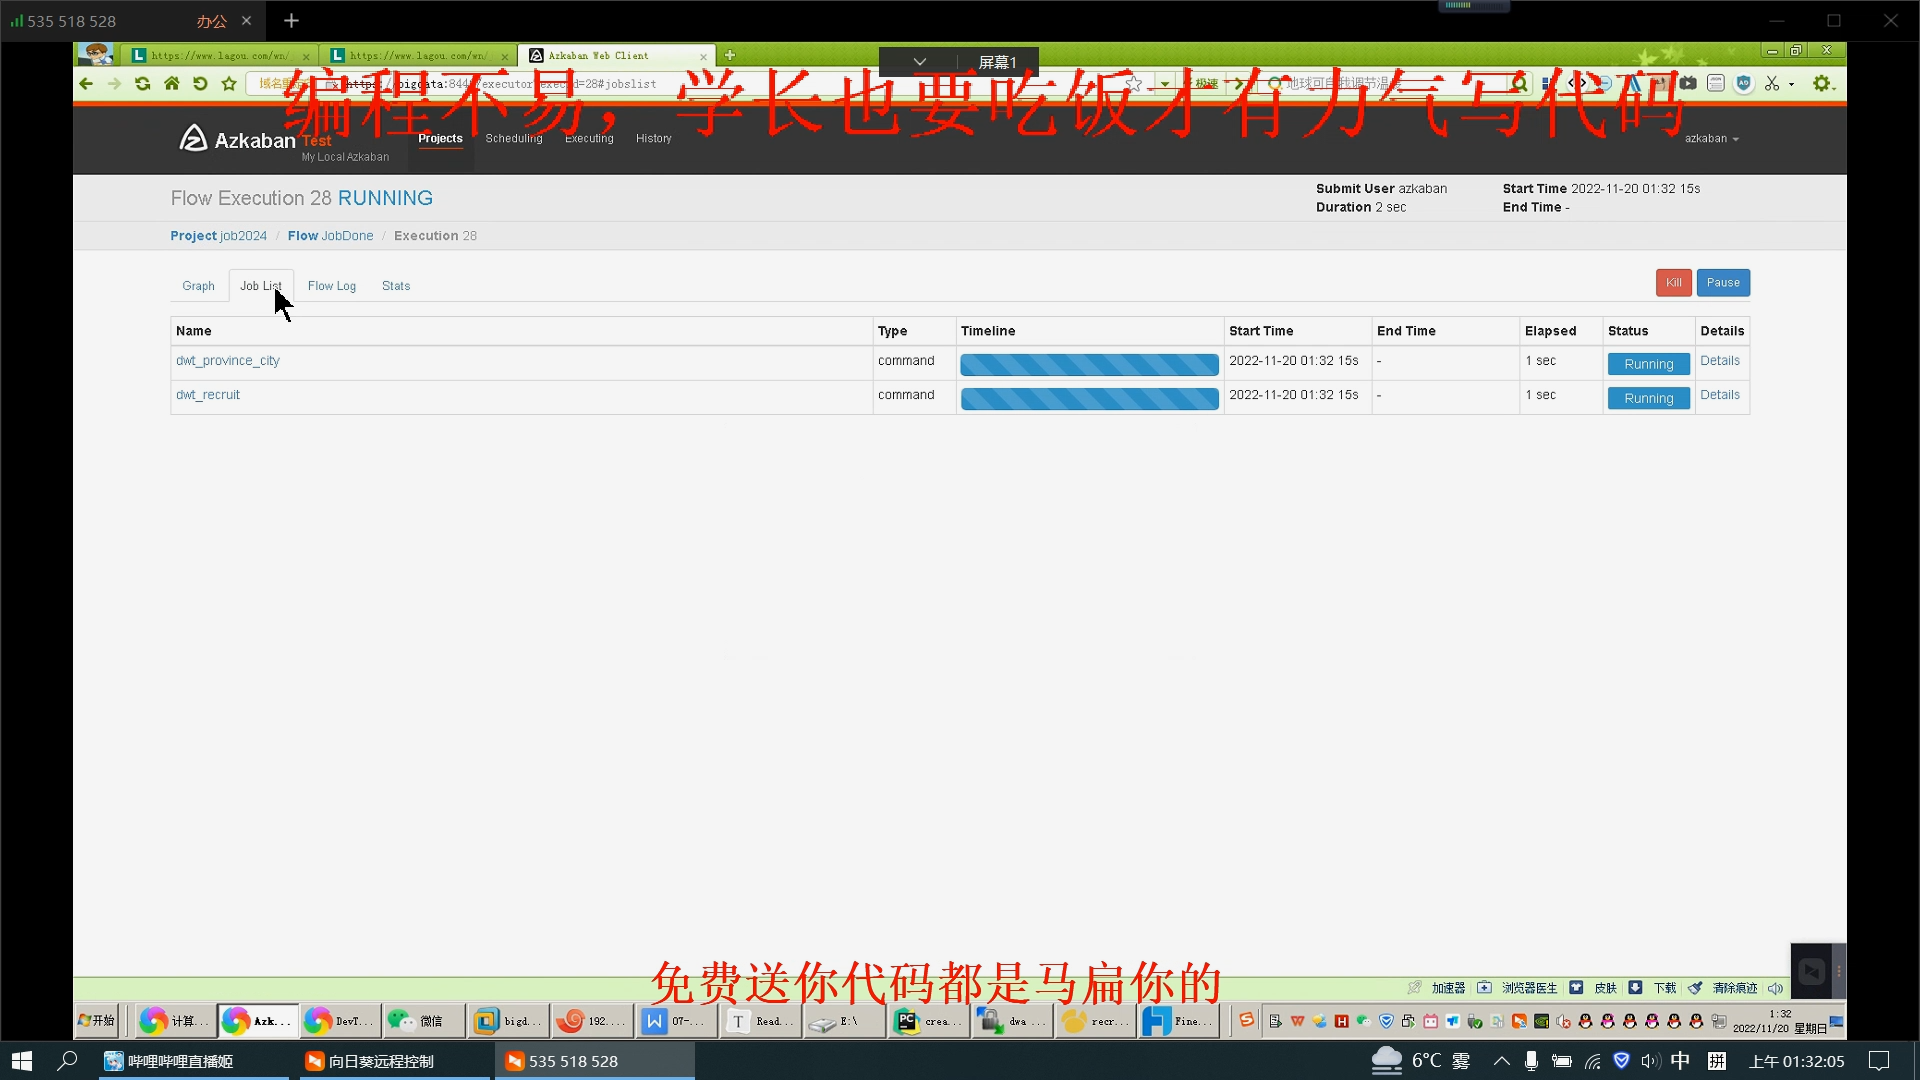 535 518 528 办公
https://www.lagou.com/wn/
https://www.lagou.com/wn/
Azkaban Web Client
屏幕1
编程不易，学长也要吃饭才有力气写代码
Azkaban Test
My Local Azkaban
Projects
Scheduling
Executing
History
azkaban
Flow Execution 28 RUNNING
Submit User azkaban
Duration 2 sec
Start Time 2022-11-20 01:32 15s
End Time -
Project job2024 / Flow JobDone / Execution 28
Graph
Job List
Flow Log
Stats
Kill
Pause
Name Type Timeline Start Time End Time Elapsed Status Details
dwt_province_city command 2022-11-20 01:32 15s - 1 sec Running Details
dwt_recruit command 2022-11-20 01:32 15s - 1 sec Running Details
免费送你代码都是马扁你的
加速器 浏览器医生 皮肤 下载 清除痕迹
开始 计算... Azk... DevT... 微信 bigd... 192.... 07-... Read... E:\ crea... dwa ... recr... Fine...
1:32
2022/11/20 星期日
哔哩哔哩直播姬 向日葵远程控制 535 518 528 6°C 雾 中 拼 上午 01:32:05